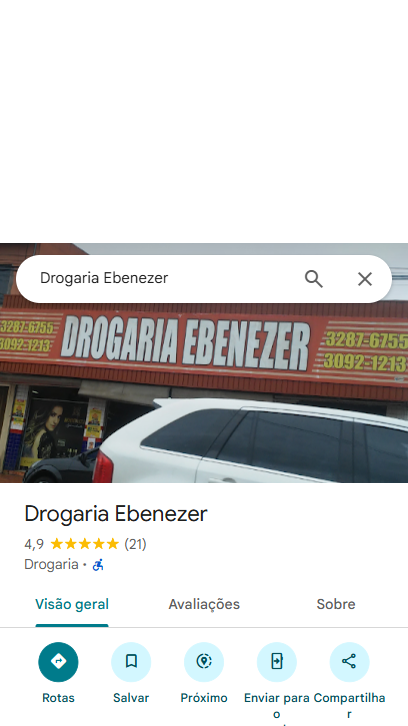 Drogaria Ebenezer
3287-6755
3092-1213
DROGARIA EBENEZER
3287-6755
3092-1213
Drogaria Ebenezer
4,9 (21)
Drogaria •
Visão geral Avaliações Sobre
Rotas Salvar Próximo Enviar para o Compartilhar